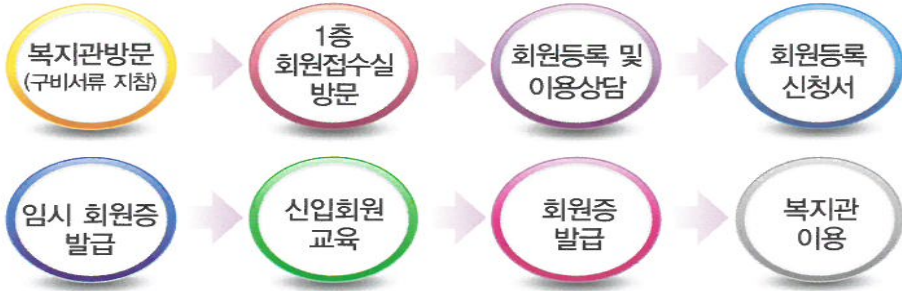 복지관방문
(구비서류 지참)
1층
회원접수실
방문
회원등록 및
이용상담
회원등록
신청서
임시 회원증
발급
신입회원
교육
회원증
발급
복지관
이용